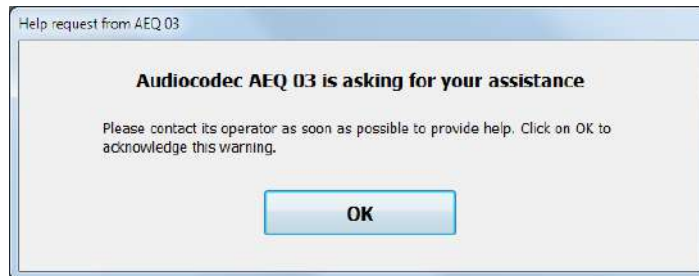 Help request from AEQ 03
Audiocodec AEQ 03 is asking for your assistance
Please contact its operator as soon as possible to provide help. Click on OK to
acknowledge this warning.
OK